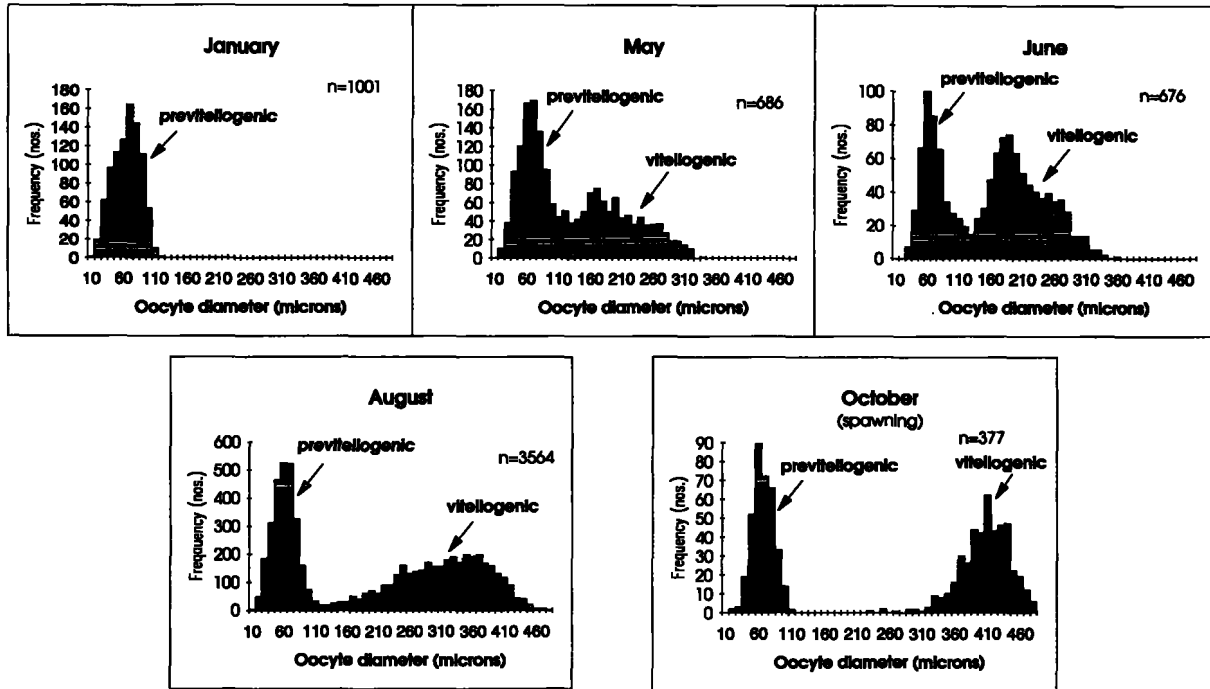 January
n=1001
previtellogenic
Frequency (nos.)
180
160
140
120
100
80
60
40
20
0
10 60 110 160 210 260 310 360 410 460
Oocyte diameter (microns)
May
n=686
previtellogenic
vitellogenic
Frequency (nos.)
180
160
140
120
100
80
60
40
20
0
10 60 110 160 210 260 310 360 410 460
Oocyte diameter (microns)
June
n=676
previtellogenic
vitellogenic
Frequency (nos.)
100
80
60
40
20
0
10 60 110 160 210 260 310 360 410 460
Oocyte diameter (microns)
August
n=3564
previtellogenic
vitellogenic
Frequency (nos.)
600
500
400
300
200
100
0
10 60 110 160 210 260 310 360 410 460
Oocyte diameter (microns)
October
(spawning)
n=377
previtellogenic
vitellogenic
Frequency (nos.)
90
80
70
60
50
40
30
20
10
0
10 60 110 160 210 260 310 360 410 460
Oocyte diameter (microns)